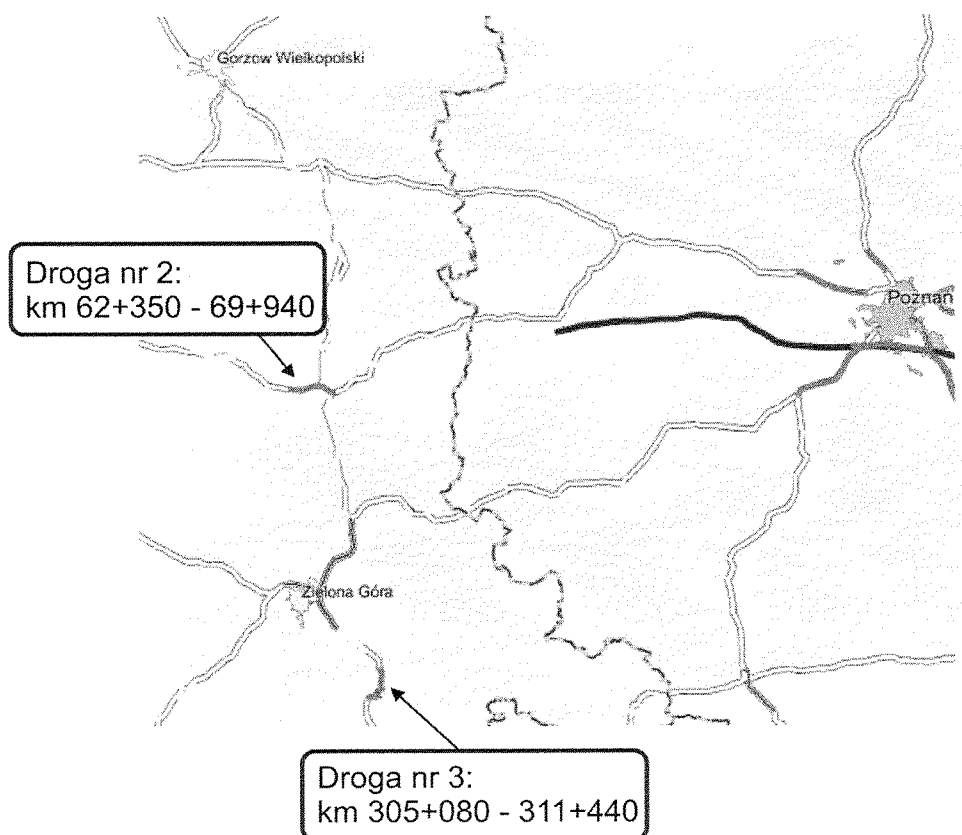 Gorzow Wielkopolski
Droga nr 2:
km 62+350 - 69+940
Poznan
Zielona Góra
Droga nr 3:
km 305+080 - 311+440